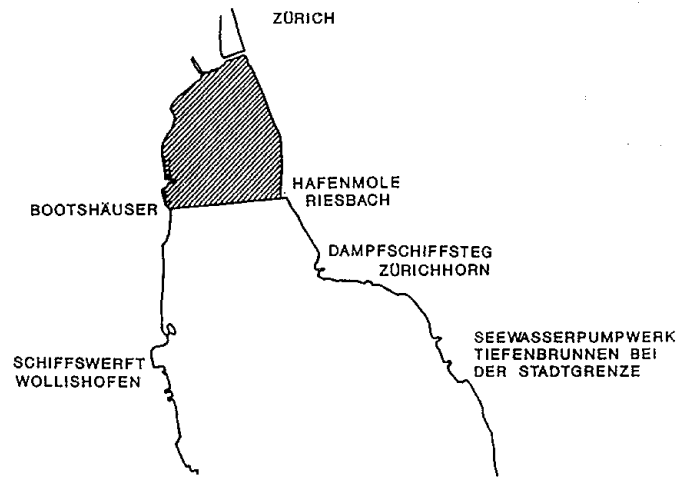 ZÜRICH
HAFENMOLE
RIESBACH
BOOTSHÄUSER
DAMPFSCHIFFSTEG
ZÜRICHHORN
SEEWASSERPUMPWERK
TIEFENBRUNNEN BEI
DER STADTGRENZE
SCHIFFSWERFT
WOLLISHOFEN